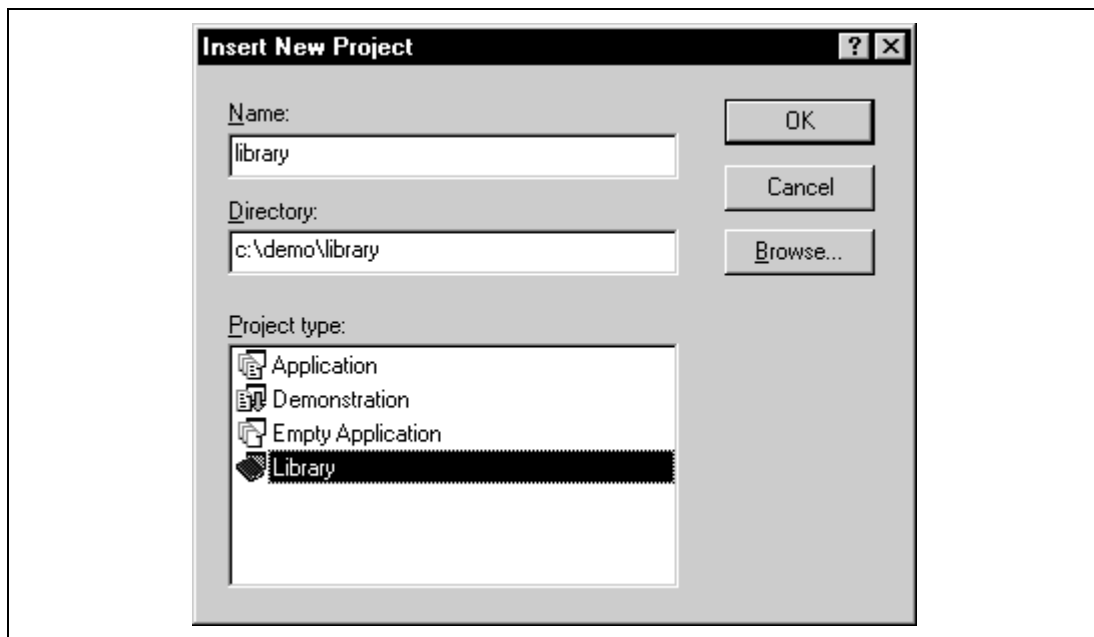 Insert New Project
Name:
library
OK
Cancel
Directory:
c:\demo\library
Browse...
Project type:
Application
Demonstration
Empty Application
Library